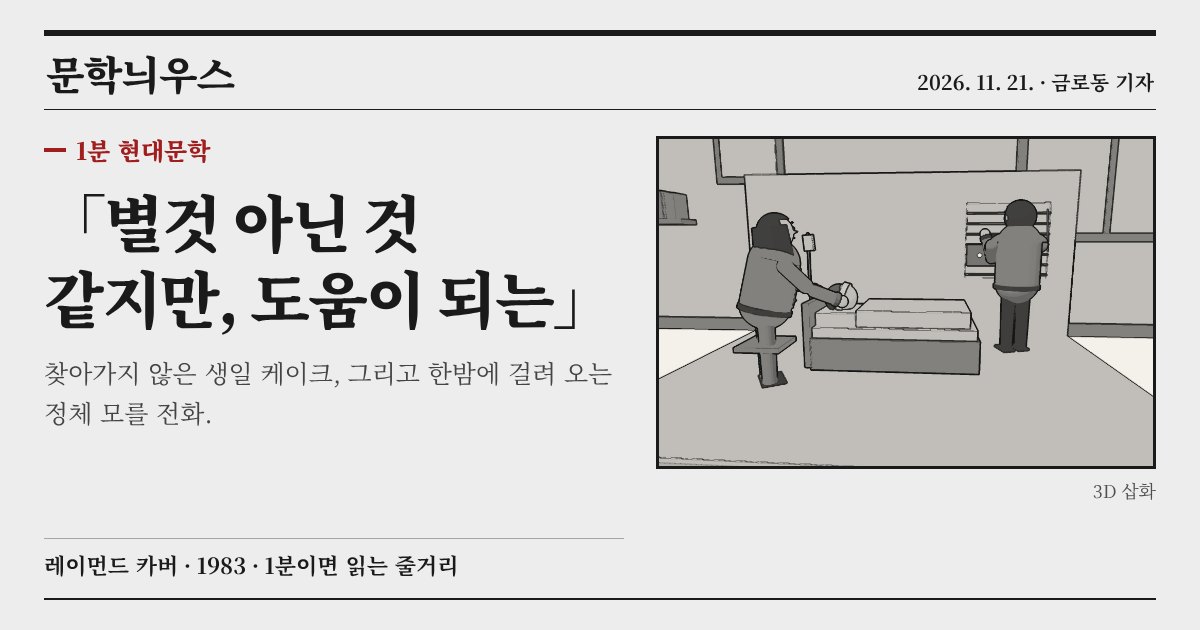 문학늬우스
2026. 11. 21. · 금로동 기자
1분 현대문학
「별것 아닌 것
같지만, 도움이 되는」
찾아가지 않은 생일 케이크, 그리고 한밤에 걸려 오는
정체 모를 전화.
3D 삽화
레이먼드 카버 · 1983 · 1분이면 읽는 줄거리